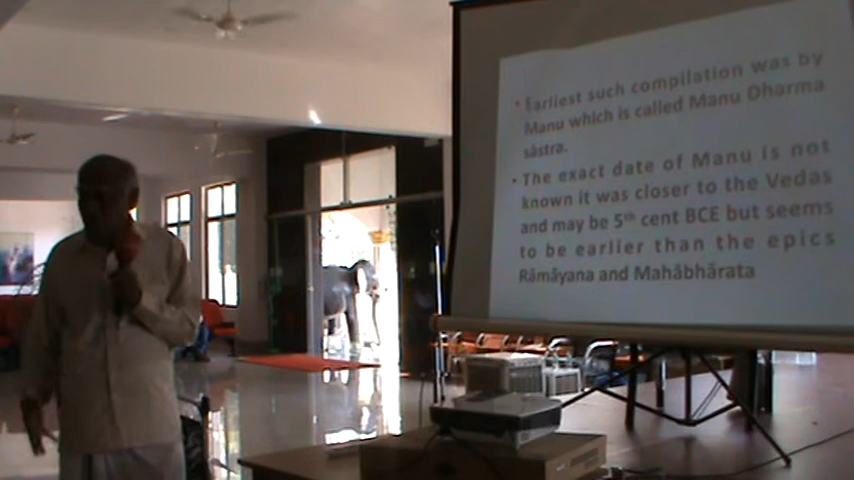 • Earliest such compilation was by
Manu which is called Manu Dharma
sāstra.
• The exact date of Manu is not
known it was closer to the Vedas
and may be 5th cent BCE but seems
to be earlier than the epics
Rāmāyana and Mahābhārata